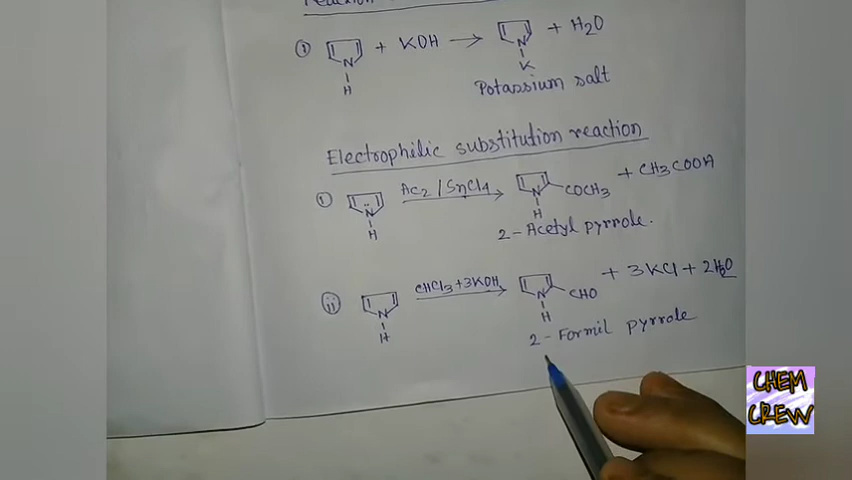 ① N H + KOH → N K + H2O
Potassium salt
Electrophilic substitution reaction
① N H Ac2/SnCl4 → N H COCH3 + CH3COOH
2-Acetyl pyrrole.
ⅱ N H CHCl3+3KOH → N H CHO + 3KCl + 2H2O
2-Formil pyrrole
CHEM
CREW